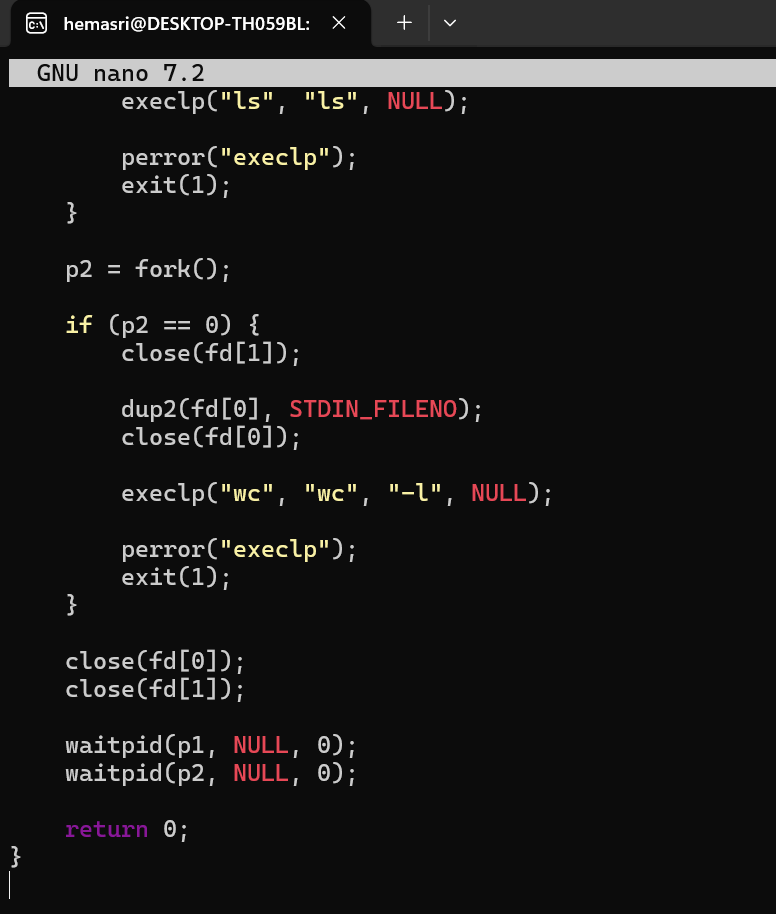 hemasri@DESKTOP-TH059BL:
GNU nano 7.2
execlp("ls", "ls", NULL);
perror("execlp");
exit(1);
}
p2 = fork();
if (p2 == 0) {
close(fd[1]);
dup2(fd[0], STDIN_FILENO);
close(fd[0]);
execlp("wc", "wc", "-l", NULL);
perror("execlp");
exit(1);
}
close(fd[0]);
close(fd[1]);
waitpid(p1, NULL, 0);
waitpid(p2, NULL, 0);
return 0;
}